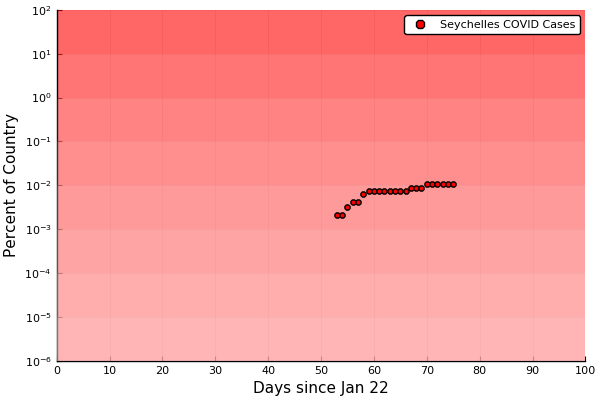 10²
Seychelles COVID Cases
10¹
10⁰
10⁻¹
10⁻²
10⁻³
10⁻⁴
10⁻⁵
10⁻⁶
Percent of Country
0 10 20 30 40 50 60 70 80 90 100
Days since Jan 22